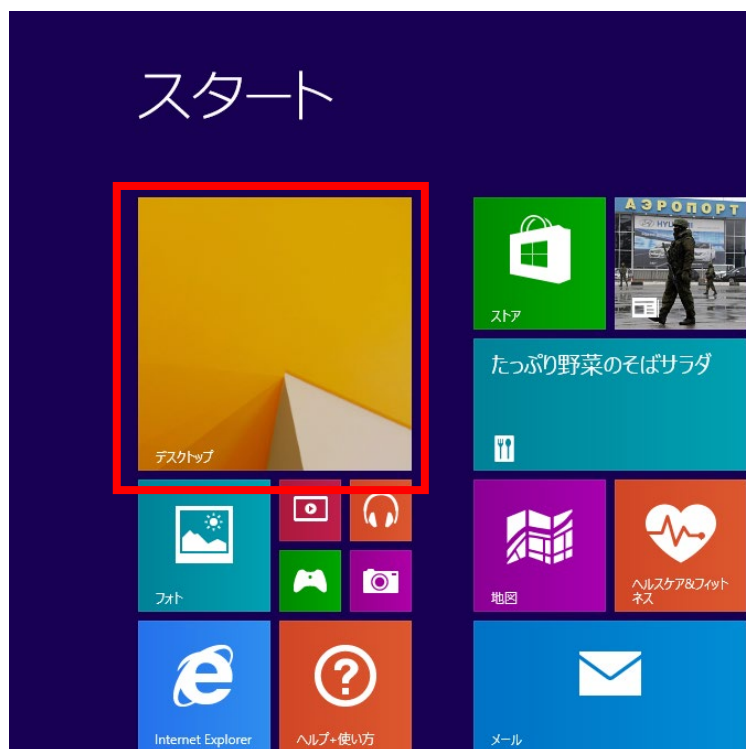 スタート
デスクトップ
ストア
АЭРОПОРТ
たっぷり野菜のそばサラダ
フォト
地図
ヘルスケア&フィット
ネス
Internet Explorer
ヘルプ+使い方
メール